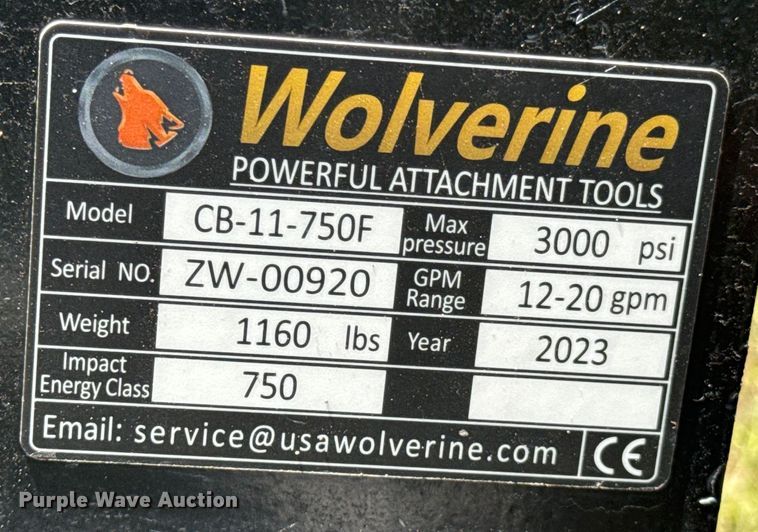 Wolverine
POWERFUL ATTACHMENT TOOLS
Model CB-11-750F Max pressure 3000 psi
Serial NO. ZW-00920 GPM Range 12-20 gpm
Weight 1160 lbs Year 2023
Impact Energy Class 750
Email: service@usawolverine.com CE
Purple Wave Auction